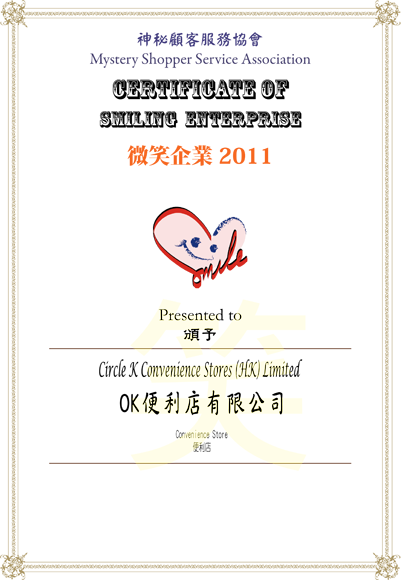 神秘顧客服務協會
Mystery Shopper Service Association
CERTIFICATE OF
SMILING ENTERPRISE
微笑企業 2011
Smile
Presented to
頒予
笑
Circle K Convenience Stores (HK) Limited
OK便利店有限公司
Convenience Store
便利店